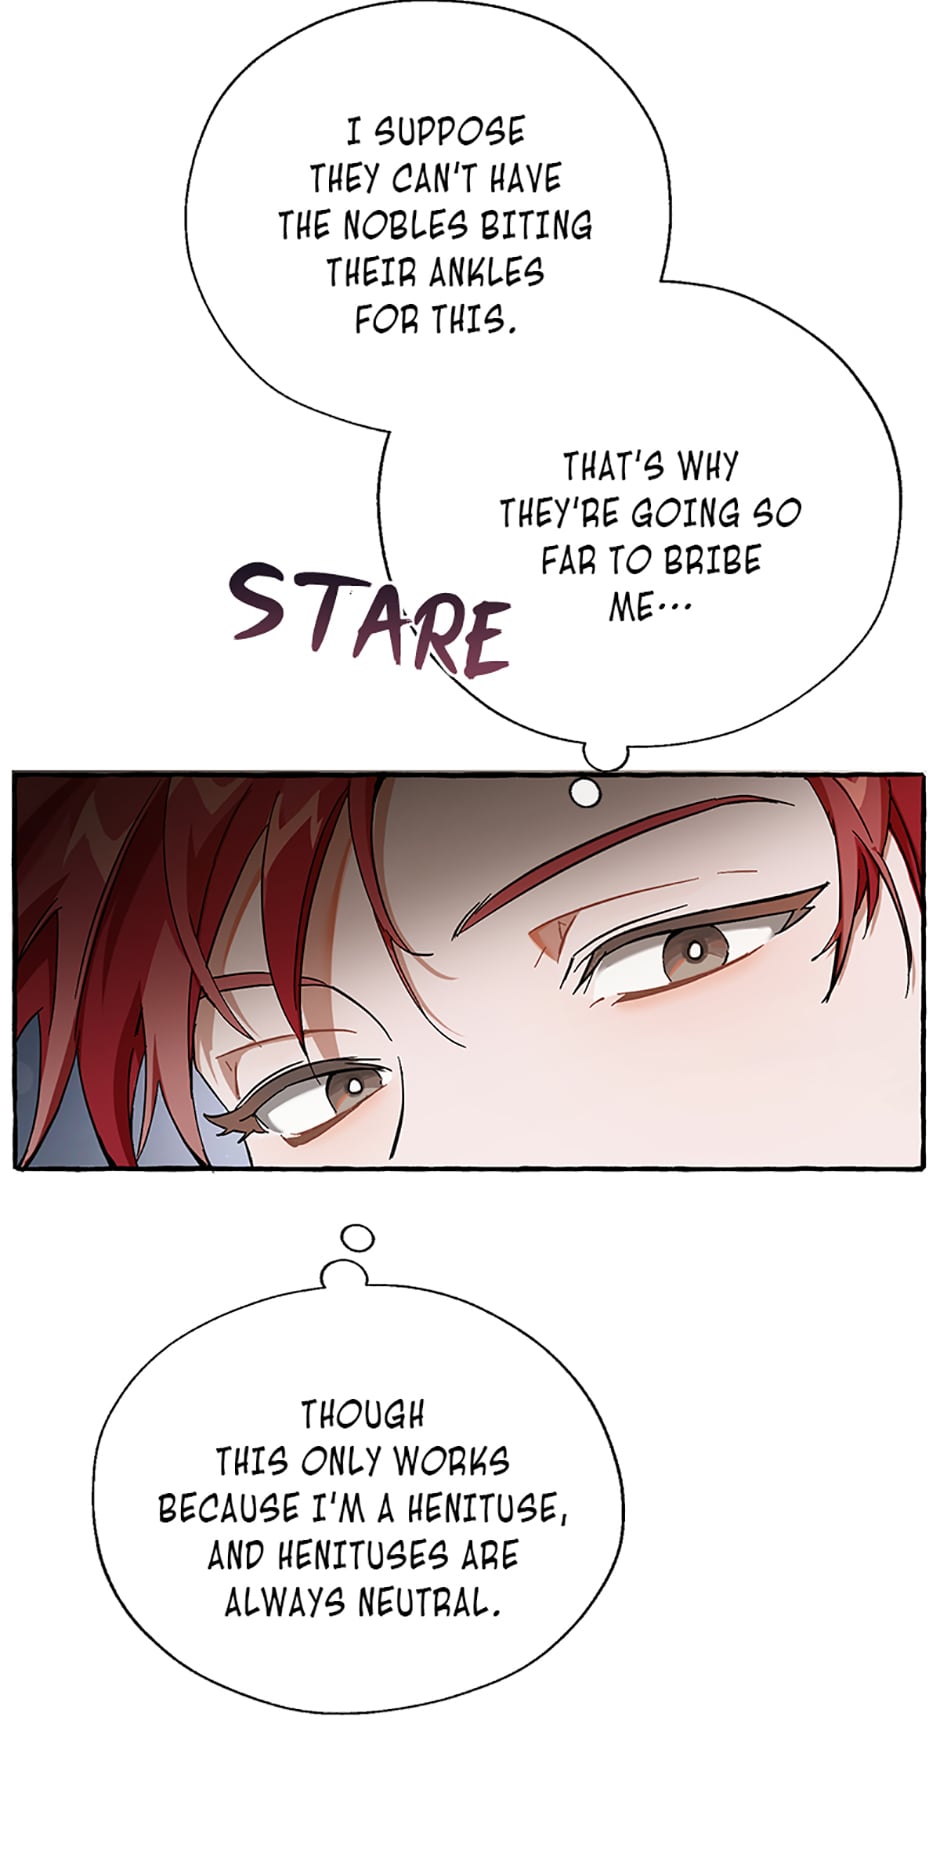 I SUPPOSE
THEY CAN'T HAVE
THE NOBLES BITING
THEIR ANKLES
FOR THIS.
THAT'S WHY
THEY'RE GOING SO
FAR TO BRIBE
ME...
STARE
THOUGH
THIS ONLY WORKS
BECAUSE I'M A HENITUSE,
AND HENITUSES ARE
ALWAYS NEUTRAL.